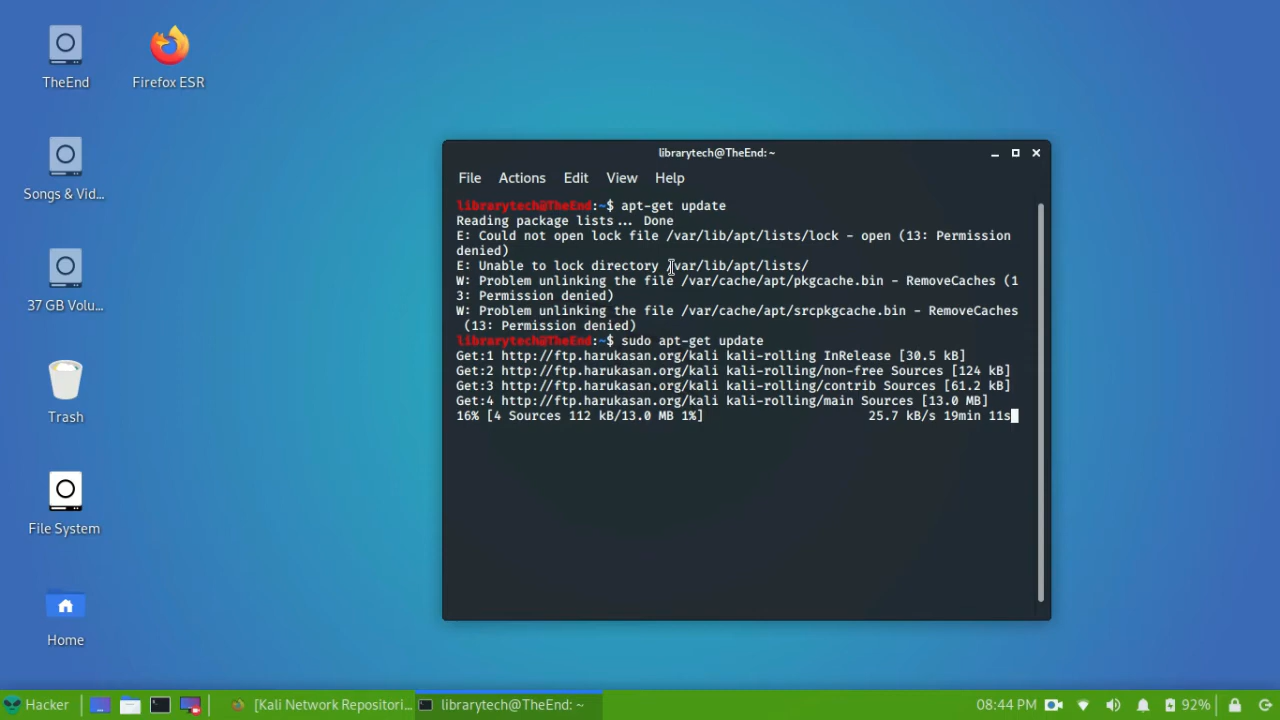 TheEnd
Firefox ESR
Songs & Vid...
37 GB Volu...
Trash
File System
Home
librarytech@TheEnd: ~
File Actions Edit View Help
librarytech@TheEnd:~$ apt-get update
Reading package lists... Done
E: Could not open lock file /var/lib/apt/lists/lock - open (13: Permission
denied)
E: Unable to lock directory /var/lib/apt/lists/
W: Problem unlinking the file /var/cache/apt/pkgcache.bin - RemoveCaches (1
3: Permission denied)
W: Problem unlinking the file /var/cache/apt/srcpkgcache.bin - RemoveCaches
(13: Permission denied)
librarytech@TheEnd:~$ sudo apt-get update
Get:1 http://ftp.harukasan.org/kali kali-rolling InRelease [30.5 kB]
Get:2 http://ftp.harukasan.org/kali kali-rolling/non-free Sources [124 kB]
Get:3 http://ftp.harukasan.org/kali kali-rolling/contrib Sources [61.2 kB]
Get:4 http://ftp.harukasan.org/kali kali-rolling/main Sources [13.0 MB]
16% [4 Sources 112 kB/13.0 MB 1%] 25.7 kB/s 19min 11s
Hacker [Kali Network Repositori... librarytech@TheEnd: ~ 08:44 PM 92%